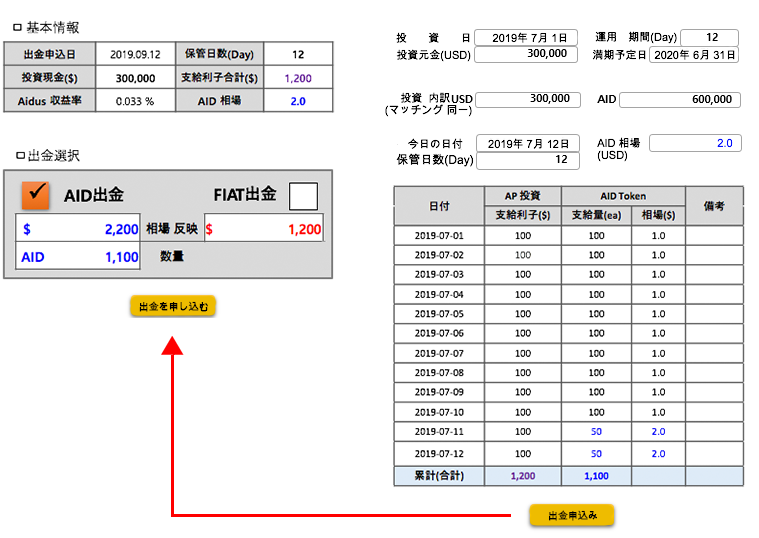 ロ 基本情報
出金申込日 2019.09.12 保管日数(Day) 12
投資現金($) 300,000 支給利子合計($) 1,200
Aidus 収益率 0.033 % AID 相場 2.0
ロ出金選択
AID出金 FIAT出金
$ 2,200 相場 反映 $ 1,200
AID 1,100 数量
出金を申し込む
投 資 日 2019年 7月 1日 運用 期間(Day) 12
投資元金(USD) 300,000 満期予定日 2020年 6月 31日
投資 内訳USD 300,000 AID 600,000
(マッチング 同一)
今日の日付 2019年 7月 12日 AID 相場 2.0
保管日数(Day) 12 (USD)
日付 AP 投資 AID Token 備考
支給利子($) 支給量(ea) 相場($)
2019-07-01 100 100 1.0
2019-07-02 100 100 1.0
2019-07-03 100 100 1.0
2019-07-04 100 100 1.0
2019-07-05 100 100 1.0
2019-07-06 100 100 1.0
2019-07-07 100 100 1.0
2019-07-08 100 100 1.0
2019-07-09 100 100 1.0
2019-07-10 100 100 1.0
2019-07-11 100 50 2.0
2019-07-12 100 50 2.0
累計(合計) 1,200 1,100
出金申込み